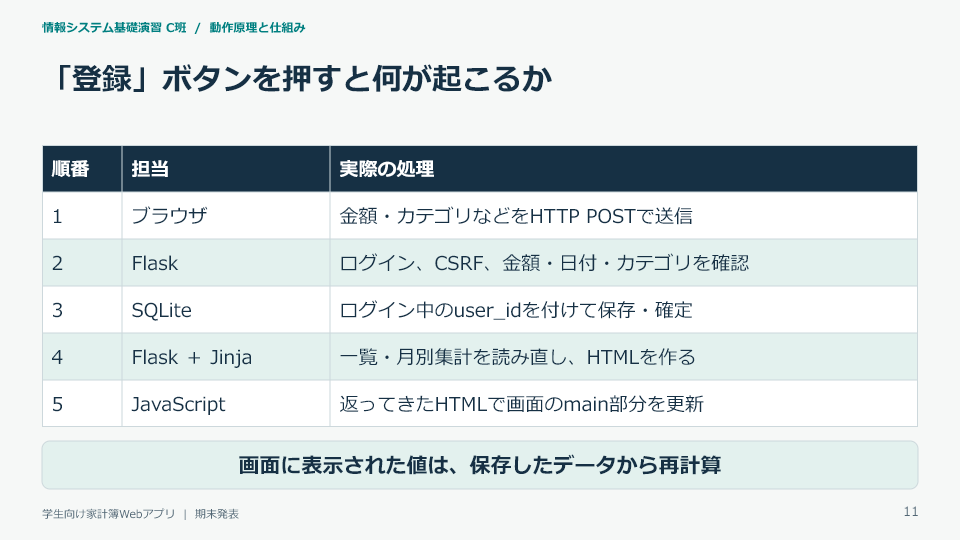 情報システム基礎演習 C班 / 動作原理と仕組み
「登録」ボタンを押すと何が起こるか
順番 担当 実際の処理
1 ブラウザ 金額・カテゴリなどをHTTP POSTで送信
2 Flask ログイン、CSRF、金額・日付・カテゴリを確認
3 SQLite ログイン中のuser_idを付けて保存・確定
4 Flask + Jinja 一覧・月別集計を読み直し、HTMLを作る
5 JavaScript 返ってきたHTMLで画面のmain部分を更新
画面に表示された値は、保存したデータから再計算
学生向け家計簿Webアプリ | 期末発表
11